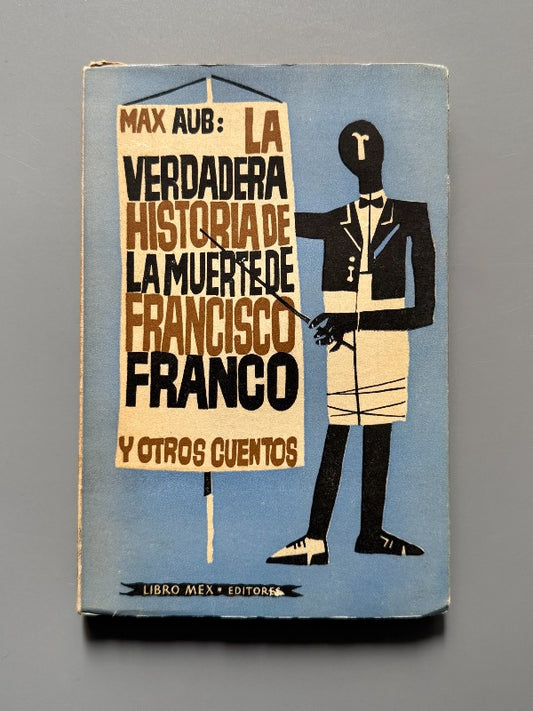 MAX AUB: LA
VERDADERA
HISTORIA DE
LA MUERTE DE
FRANCISCO
FRANCO
Y OTROS CUENTOS
LIBRO MEX • EDITORES